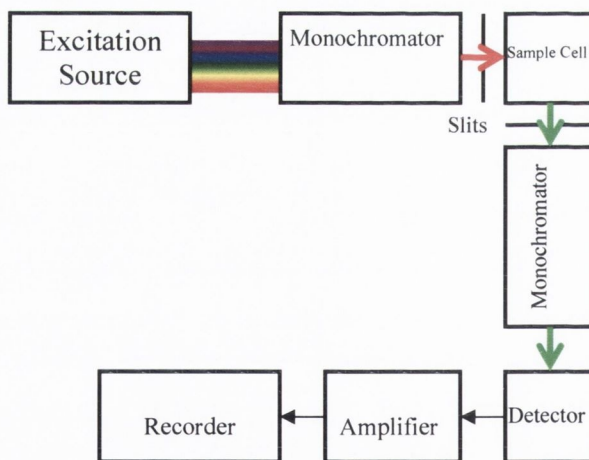 Excitation
Source
Monochromator
Sample Cell
Slits
Monochromator
Recorder
Amplifier
Detector